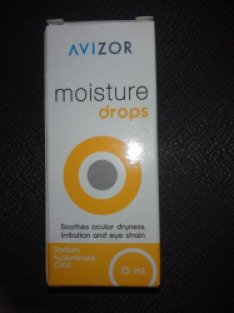 AVIZOR
moisture
drops
Soothes ocular dryness,
irritation and eye strain
Sodium
hyaluronate
15 ml.